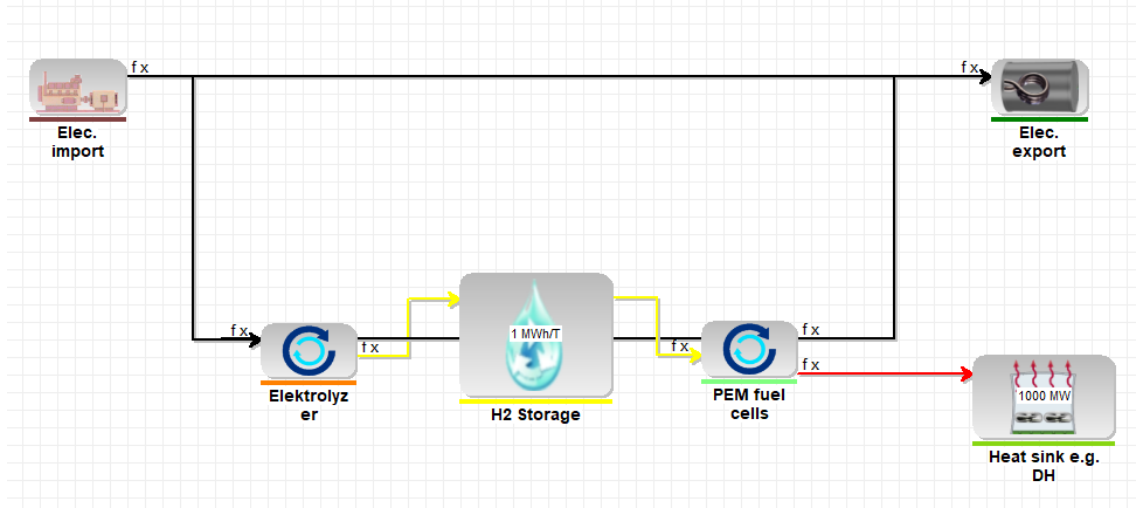 f x
f x
Elec.
import
Elec.
export
f x
f x
1 MWh/T
f x
f x
f x
Elektrolyz
er
H2 Storage
PEM fuel
cells
1000 MW
Heat sink e.g.
DH